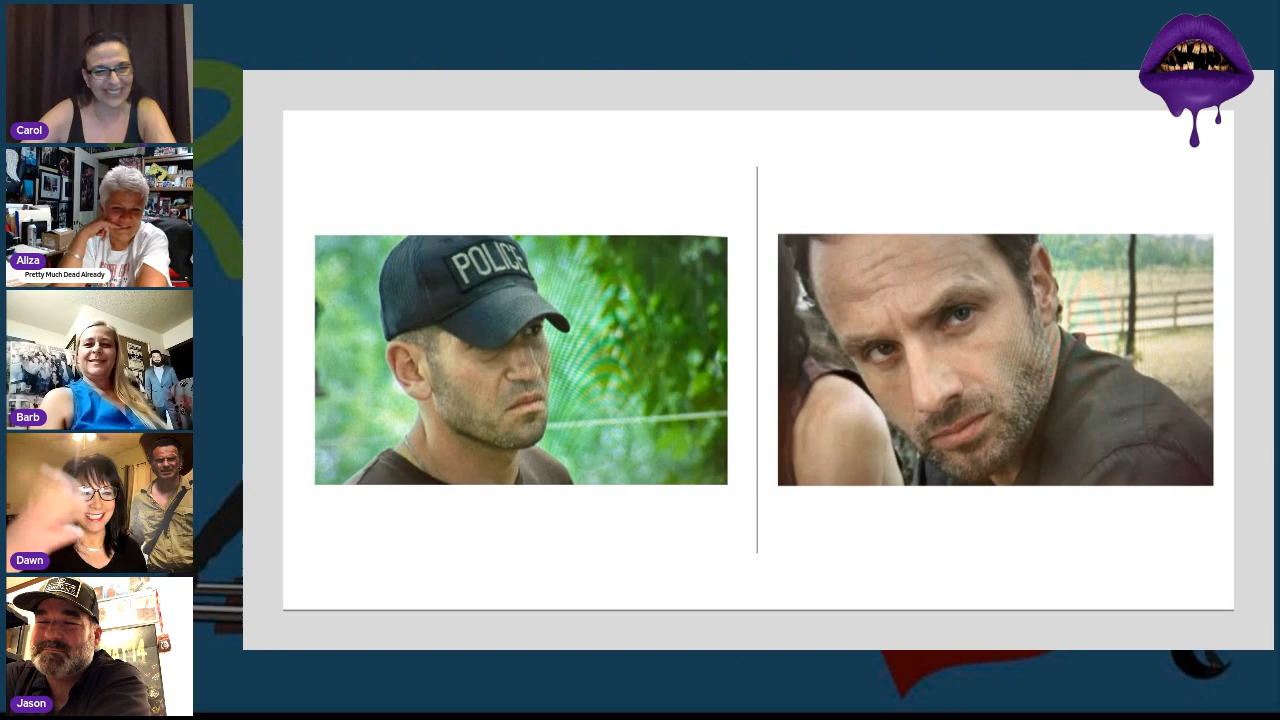 Carol
Aliza
Pretty Much Dead Already
Barb
Dawn
Jason
POLICE